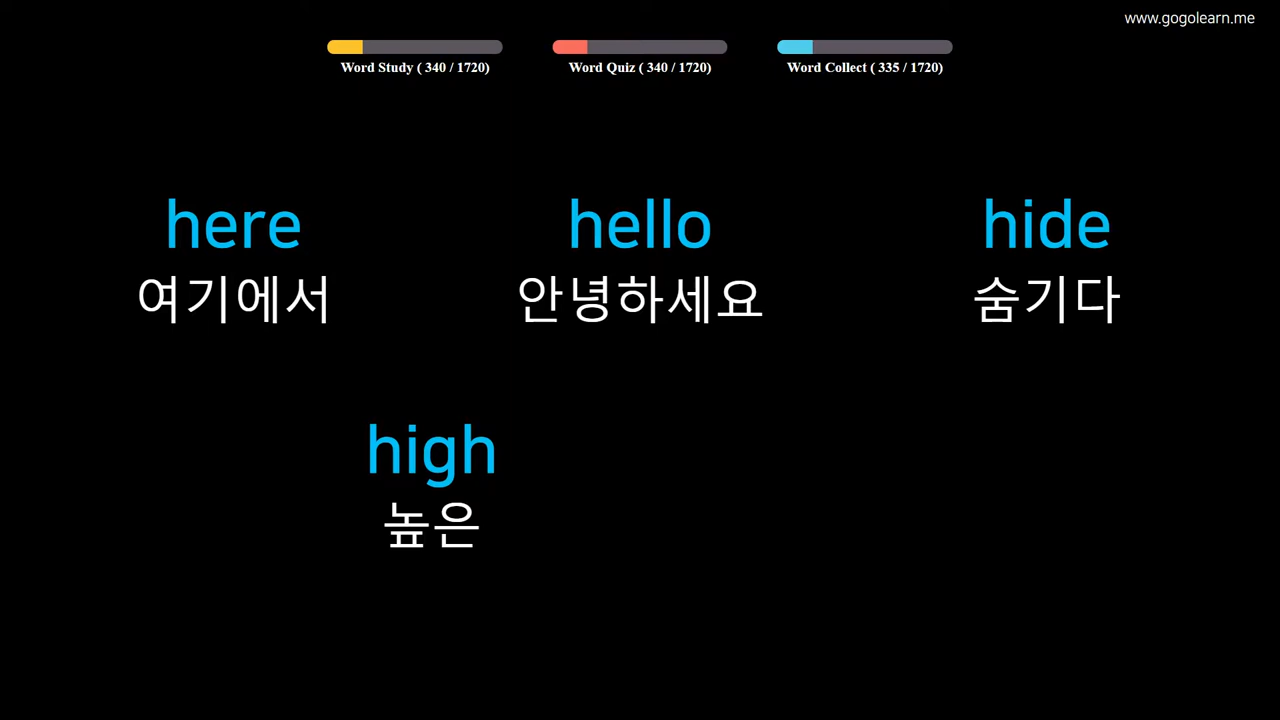 www.gogolearn.me
Word Study ( 340 / 1720)
Word Quiz ( 340 / 1720)
Word Collect ( 335 / 1720)
here
여기에서
hello
안녕하세요
hide
숨기다
high
높은